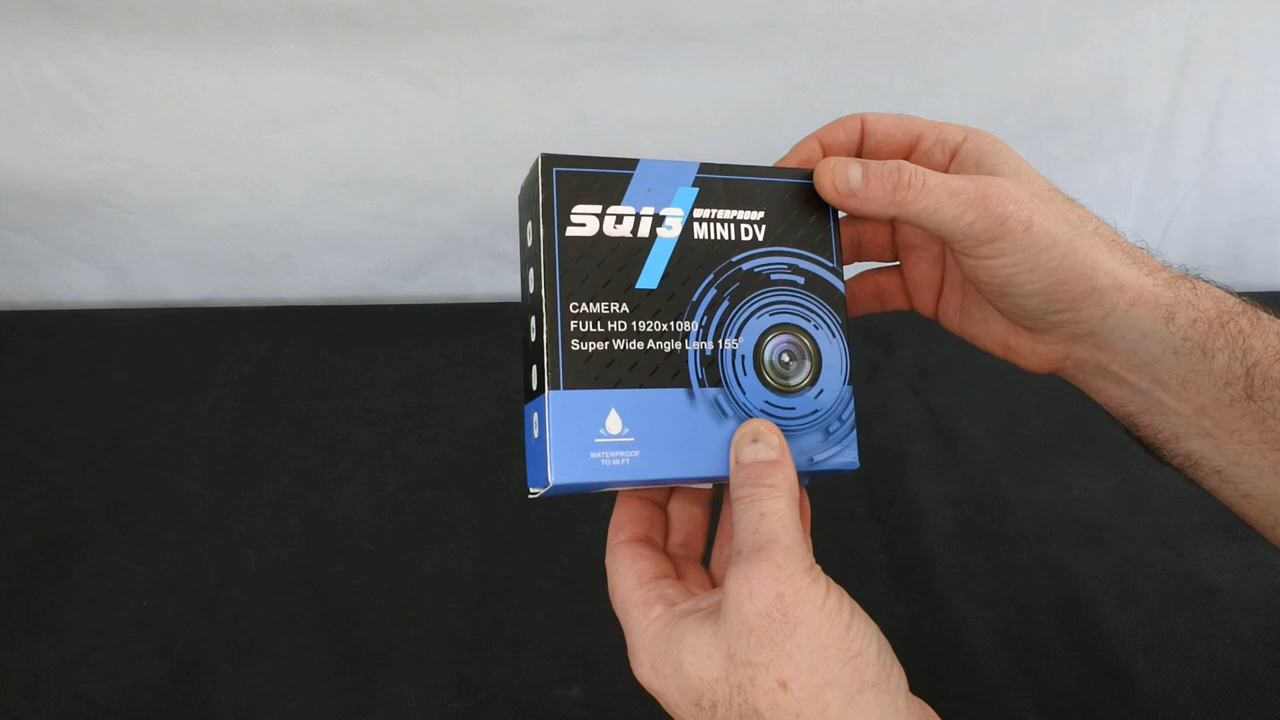 SQ13 WATERPROOF
MINI DV
CAMERA
FULL HD 1920x1080
Super Wide Angle Lens 155°
WATERPROOF
TO 98 FT